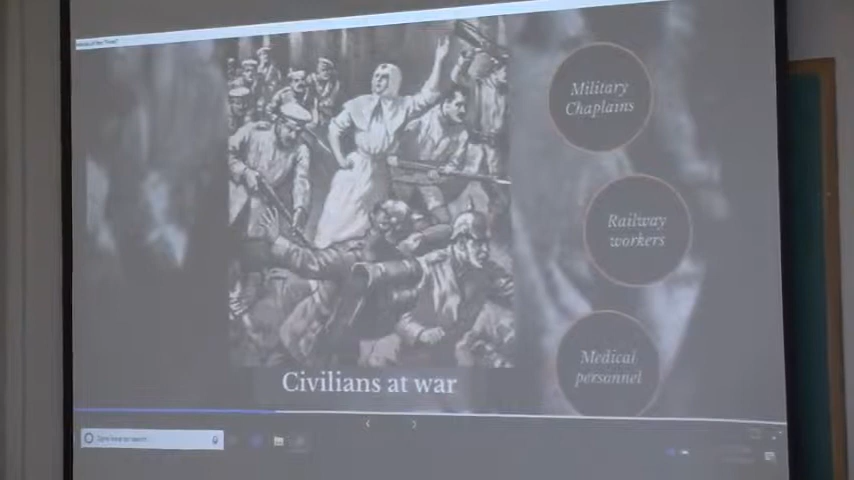 Military
Chaplains
Railway
workers
Medical
personnel
Civilians at war